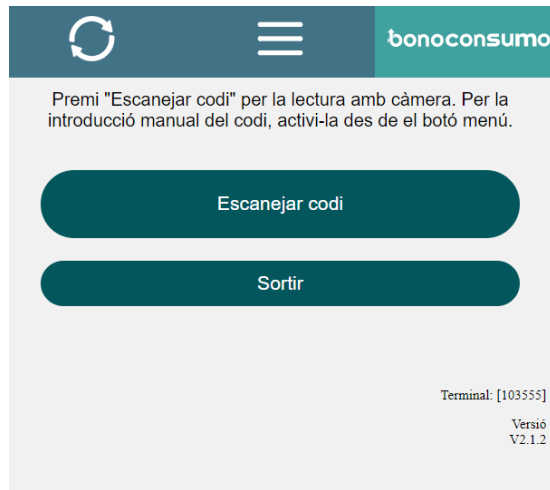 bonoconsumo
Premi "Escanejar codi" per la lectura amb càmera. Per la
introducció manual del codi, activi-la des de el botó menú.
Escanejar codi
Sortir
Terminal: [103555]
Versió
V2.1.2